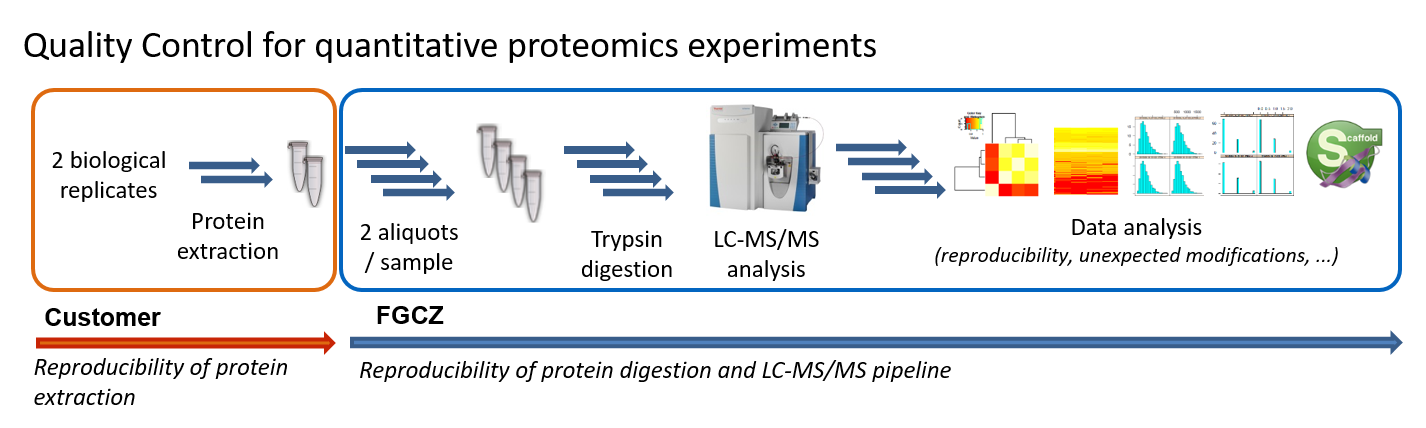 Quality Control for quantitative proteomics experiments
2 biological
replicates
Protein
extraction
2 aliquots
/ sample
Trypsin
digestion
LC-MS/MS
analysis
Data analysis
(reproducibility, unexpected modifications, ...)
Scaffold
Customer
Reproducibility of protein
extraction
FGCZ
Reproducibility of protein digestion and LC-MS/MS pipeline